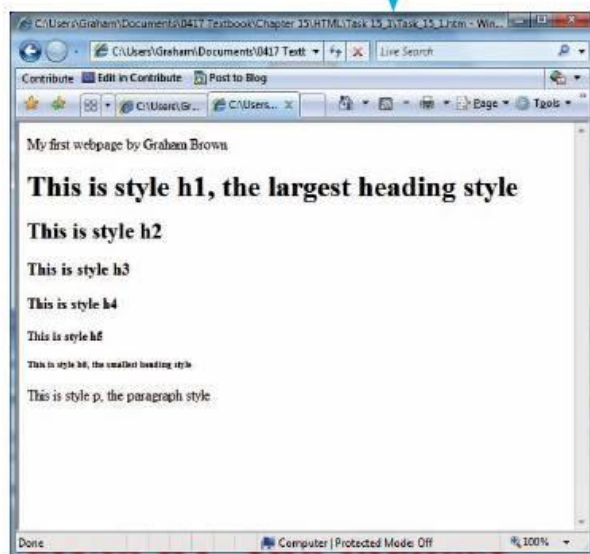 C:\Users\Graham\Documents\0417 Textbook\Chapter 15\HTML\Task 15_1\Task_15_1.htm - Win...
C:\Users\Graham\Documents\0417 Textb
Live Search
Contribute Edit in Contribute Post to Blog
C:\Users\Gr... C:\Users... Page Tools
My first webpage by Graham Brown
This is style h1, the largest heading style
This is style h2
This is style h3
This is style h4
This is style h5
This is style h6, the smallest heading style
This is style p, the paragraph style
Done
Computer | Protected Mode: Off
100%